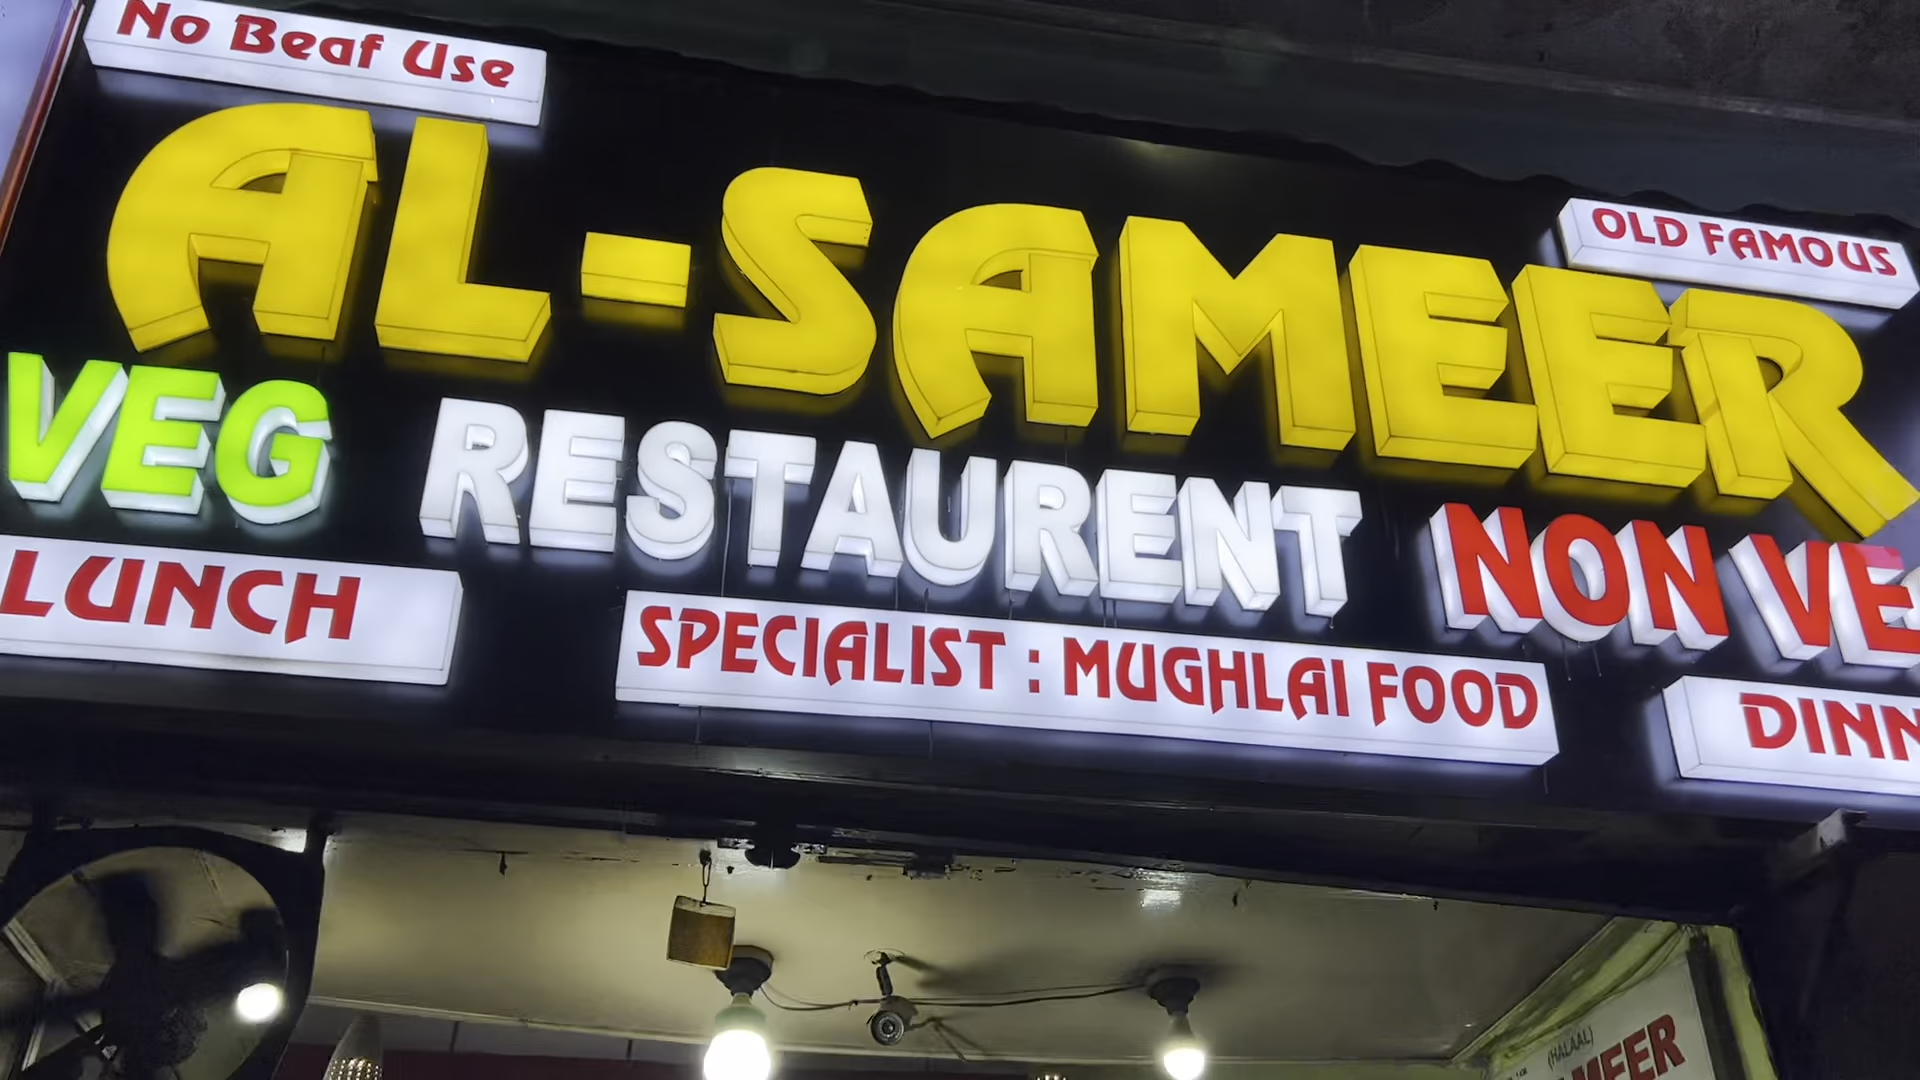 No Beaf Use
AL-SAMEER
OLD FAMOUS
VEG RESTAURENT NON VE
LUNCH
SPECIALIST : MUGHLAI FOOD
DINN
(HALAAL)
MEER